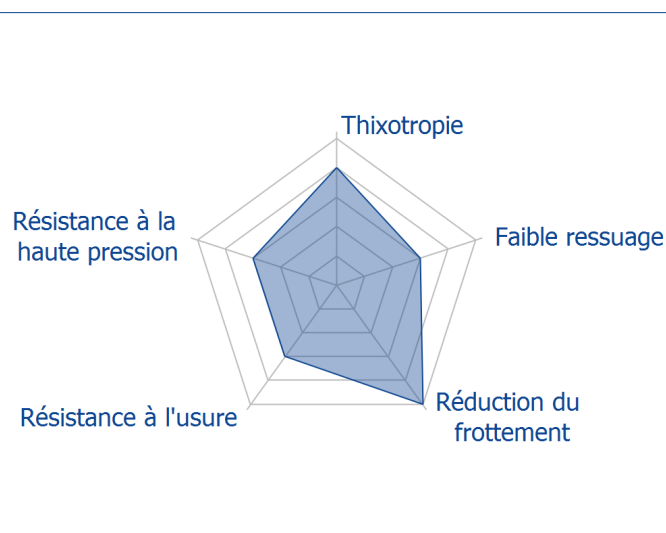 Thixotropie
Résistance à la
haute pression
Faible ressuage
Réduction du
frottement
Résistance à l'usure